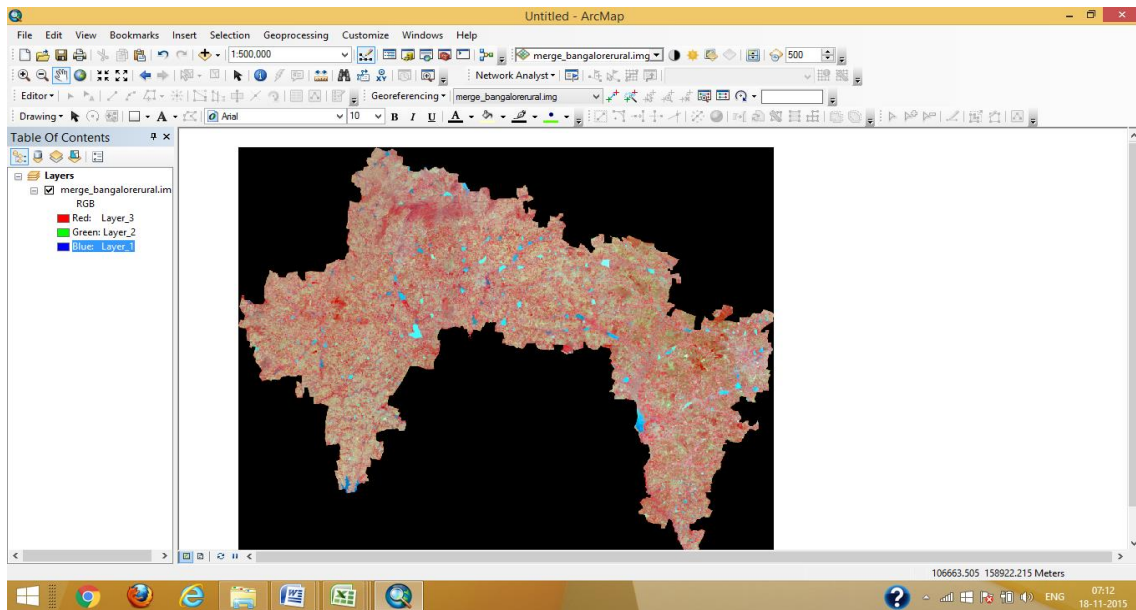 Untitled - ArcMap
File Edit View Bookmarks Insert Selection Geoprocessing Customize Windows Help
1:500,000 merge_bangalorerural.img 500
Network Analyst
Editor Georeferencing merge_bangalorerural.img
Drawing A Arial 10 B I U A
Table Of Contents
Layers
merge_bangalorerural.im
RGB
Red: Layer_3
Green: Layer_2
Blue: Layer_1
106663.505 158922.215 Meters
ENG 07:12
18-11-2015